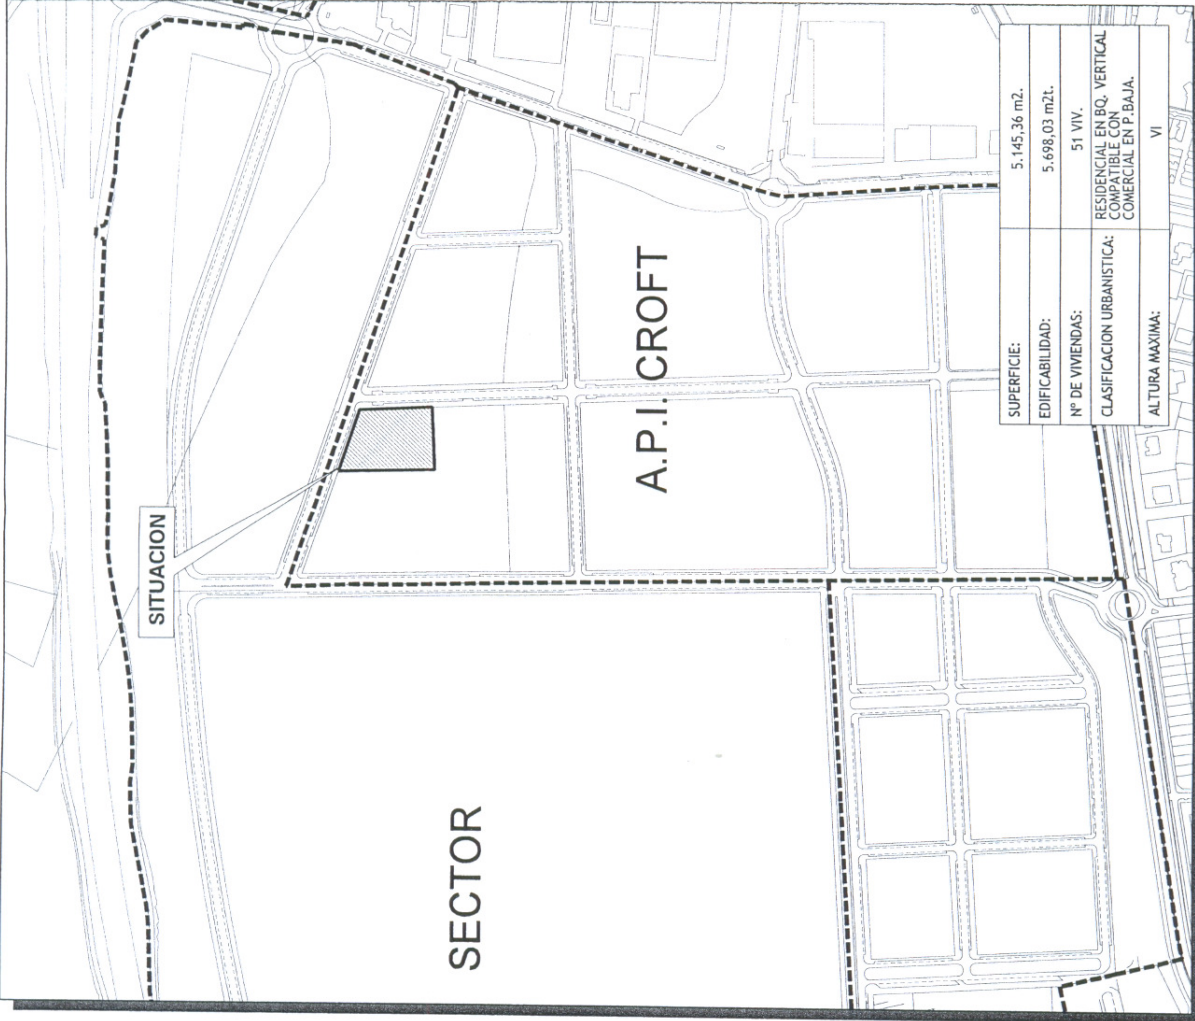 SITUACION
SECTOR
A.P.I. CROFT
SUPERFICIE: 5.145,36 m2.
EDIFICABILIDAD: 5.698,03 m2t.
Nº DE VIVIENDAS: 51 VIV.
CLASIFICACION URBANISTICA: RESIDENCIAL EN BQ. VERTICAL
COMPATIBLE CON
COMERCIAL EN P.BAJA.
ALTURA MAXIMA: VI